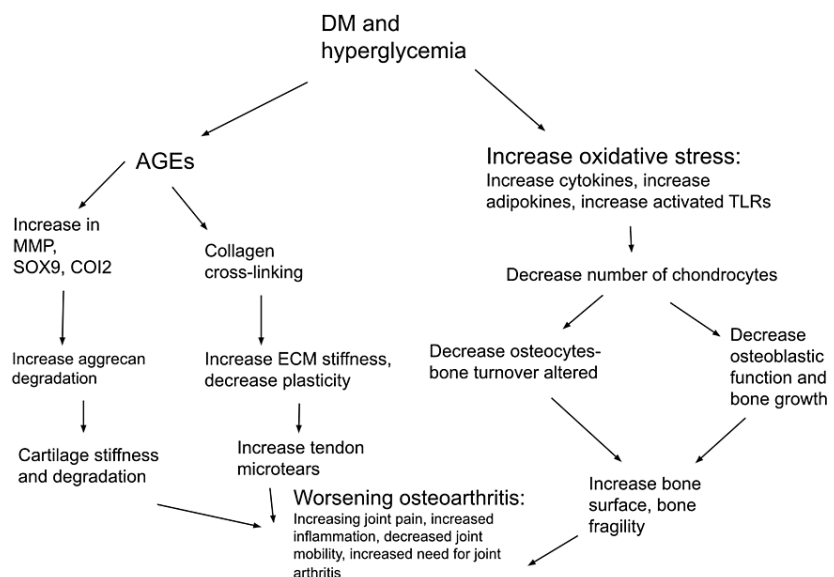 DM and
hyperglycemia
AGEs
Increase oxidative stress:
Increase cytokines, increase
adipokines, increase activated TLRs
Increase in
MMP,
SOX9, COI2
Collagen
cross-linking
Decrease number of chondrocytes
Increase aggrecan
degradation
Increase ECM stiffness,
decrease plasticity
Decrease osteocytes-
bone turnover altered
Decrease
osteoblastic
function and
bone growth
Cartilage stiffness
and degradation
Increase tendon
microtears
Increase bone
surface, bone
fragility
Worsening osteoarthritis:
Increasing joint pain, increased
inflammation, decreased joint
mobility, increased need for joint
arthritis